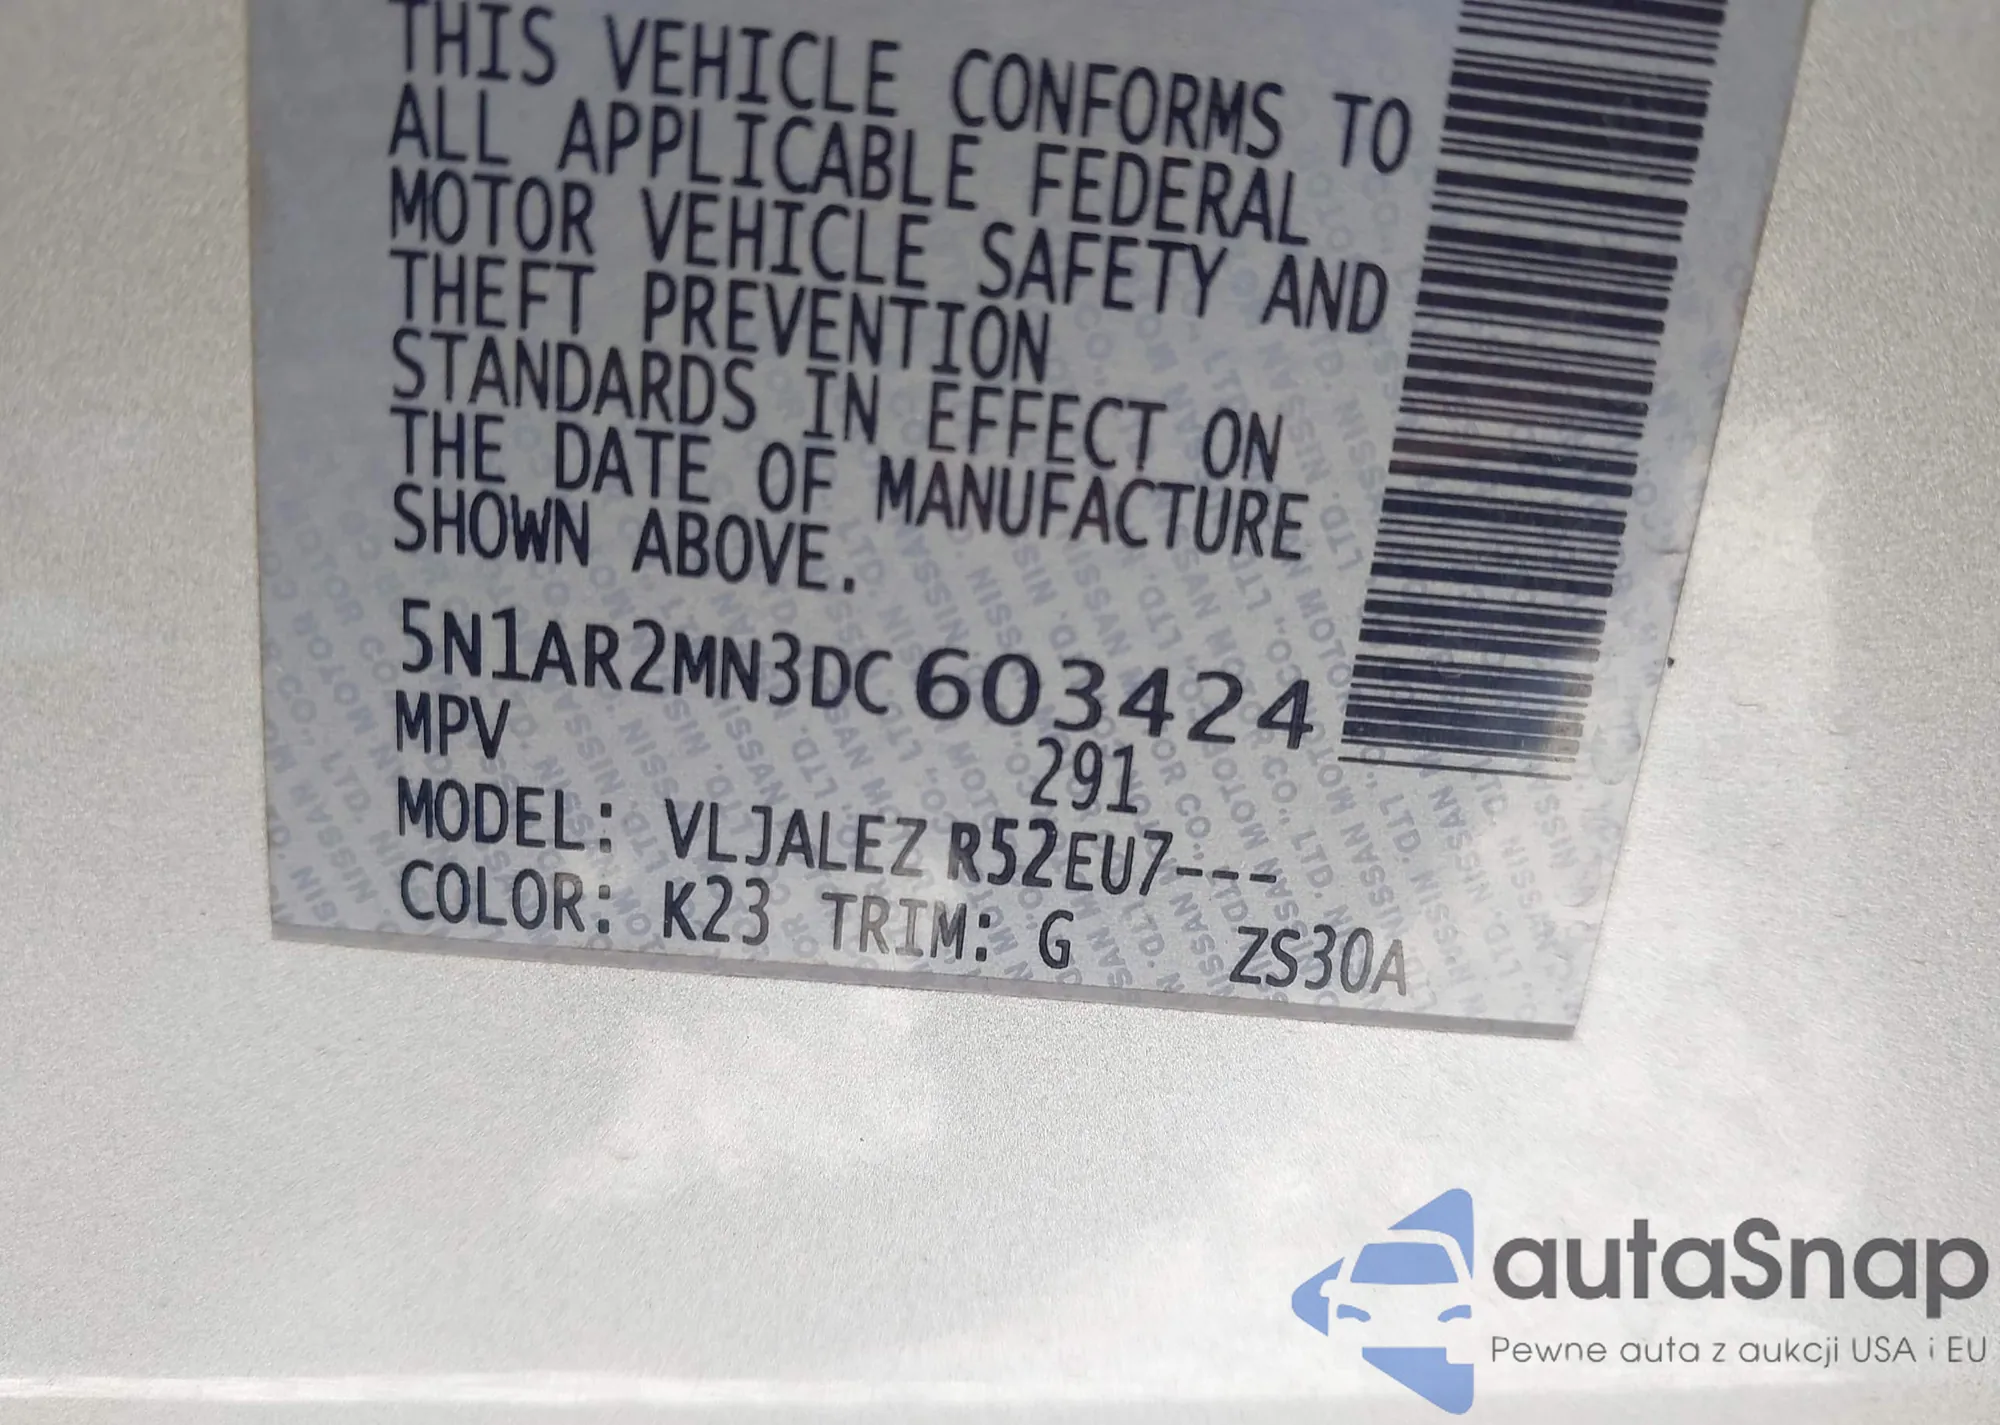 THIS VEHICLE CONFORMS TO
ALL APPLICABLE FEDERAL
MOTOR VEHICLE SAFETY AND
THEFT PREVENTION
STANDARDS IN EFFECT ON
THE DATE OF MANUFACTURE
SHOWN ABOVE.
5N1AR2MN3DC603424
MPV 291
MODEL: VLJALEZ R52EU7---
COLOR: K23 TRIM: G ZS30A
autaSnap
Pewne auta z aukcji USA i EU